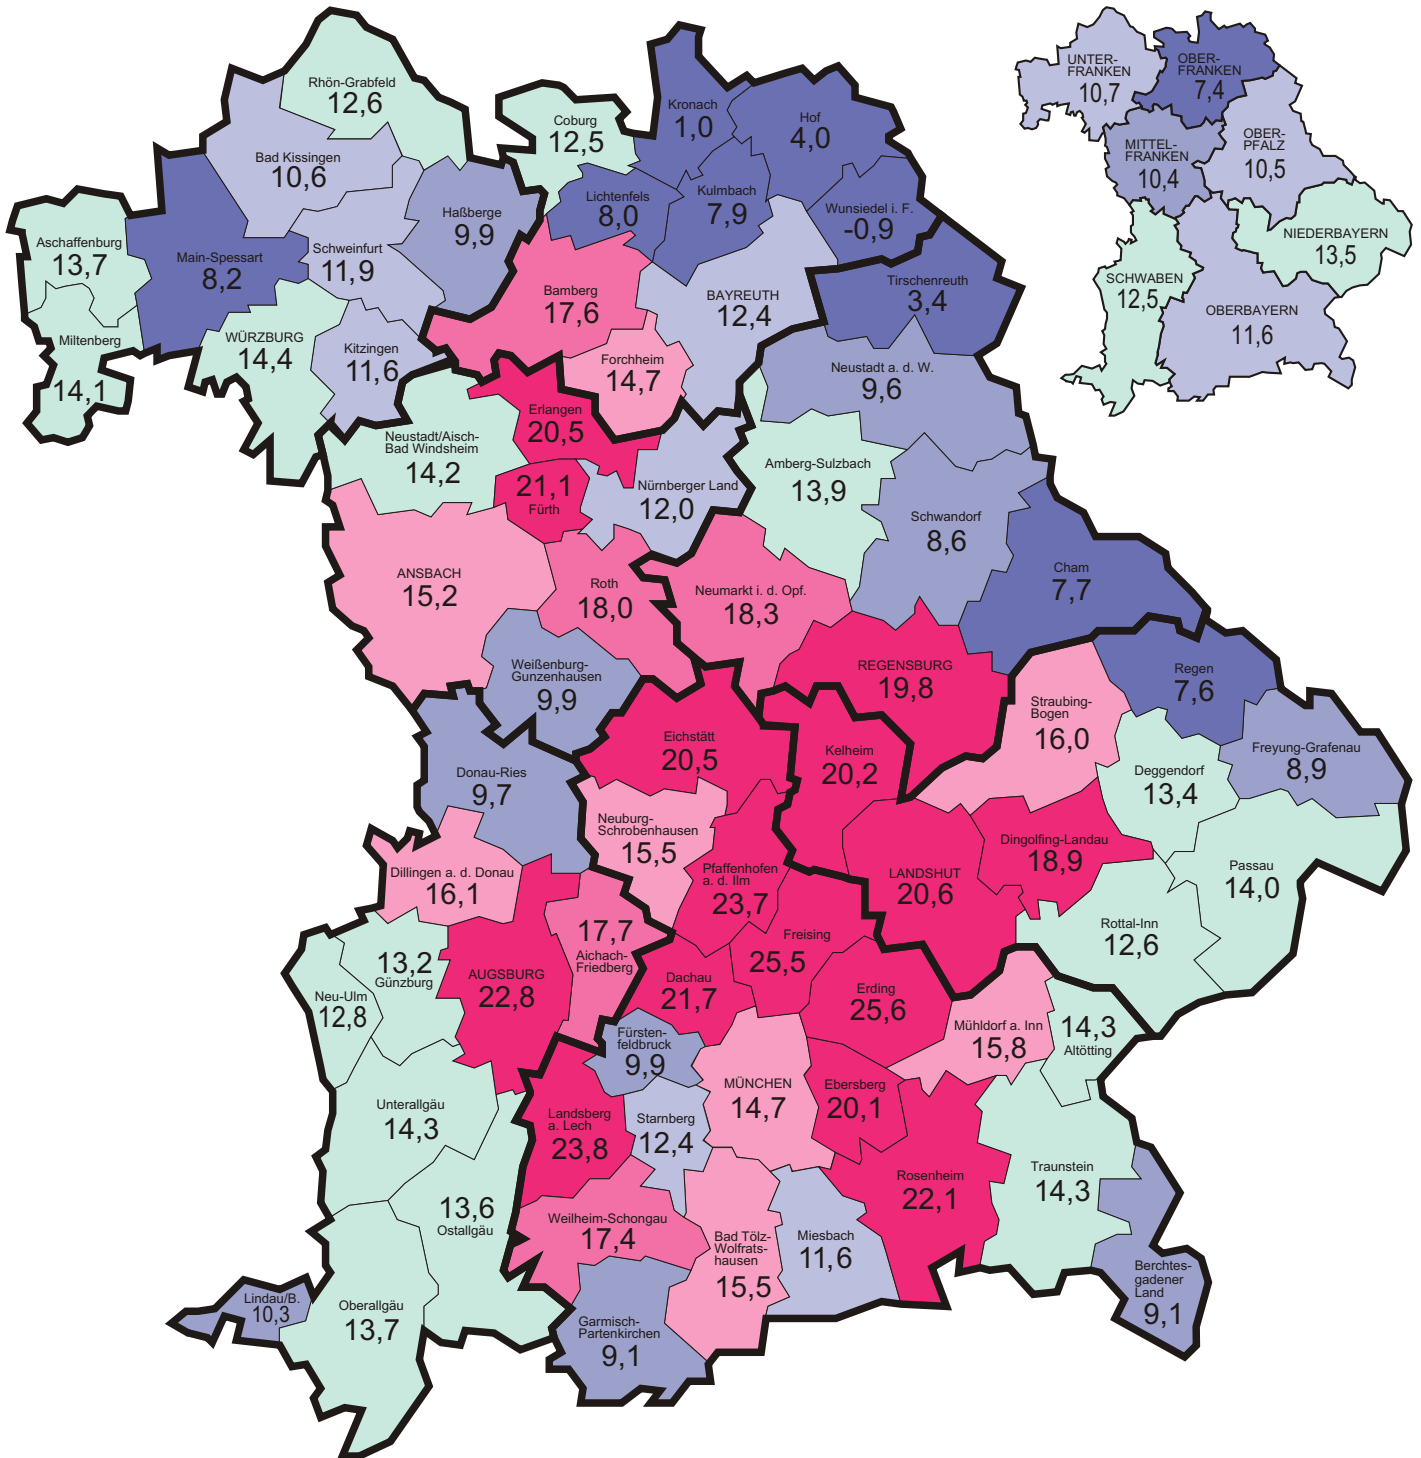 Rhön-Grabfeld
12,6
Bad Kissingen
10,6
Haßberge
9,9
Aschaffenburg
13,7
Main-Spessart
8,2
Schweinfurt
11,9
Miltenberg
14,1
WÜRZBURG
14,4
Kitzingen
11,6
Coburg
12,5
Kronach
1,0
Hof
4,0
Lichtenfels
8,0
Kulmbach
7,9
Wunsiedel i. F.
-0,9
Bamberg
17,6
BAYREUTH
12,4
Forchheim
14,7
Tirschenreuth
3,4
Neustadt a. d. W.
9,6
Erlangen
20,5
Neustadt/Aisch-
Bad Windsheim
14,2
21,1
Fürth
Nürnberger Land
12,0
Amberg-Sulzbach
13,9
Schwandorf
8,6
Cham
7,7
ANSBACH
15,2
Roth
18,0
Neumarkt i. d. Opf.
18,3
Weißenburg-
Gunzenhausen
9,9
REGENSBURG
19,8
Straubing-
Bogen
16,0
Regen
7,6
Freyung-Grafenau
8,9
Eichstätt
20,5
Kelheim
20,2
Deggendorf
13,4
Donau-Ries
9,7
Neuburg-
Schrobenhausen
15,5
Pfaffenhofen
a. d. Ilm
23,7
LANDSHUT
20,6
Dingolfing-Landau
18,9
Passau
14,0
Rottal-Inn
12,6
Dillingen a. d. Donau
16,1
17,7
Aichach-
Friedberg
Freising
25,5
13,2
Günzburg
AUGSBURG
22,8
Neu-Ulm
12,8
Dachau
21,7
Erding
25,6
Mühldorf a. Inn
15,8
14,3
Altötting
Fürsten-
feldbruck
9,9
MÜNCHEN
14,7
Ebersberg
20,1
Unterallgäu
14,3
Landsberg
a. Lech
23,8
Starnberg
12,4
Rosenheim
22,1
Traunstein
14,3
13,6
Ostallgäu
Weilheim-Schongau
17,4
Bad Tölz-
Wolfrats-
hausen
15,5
Miesbach
11,6
Berchtes-
gadener
Land
9,1
Lindau/B.
10,3
Oberallgäu
13,7
Garmisch-
Partenkirchen
9,1
UNTER-
FRANKEN
10,7
OBER-
FRANKEN
7,4
MITTEL-
FRANKEN
10,4
OBER-
PFALZ
10,5
NIEDERBAYERN
13,5
SCHWABEN
12,5
OBERBAYERN
11,6